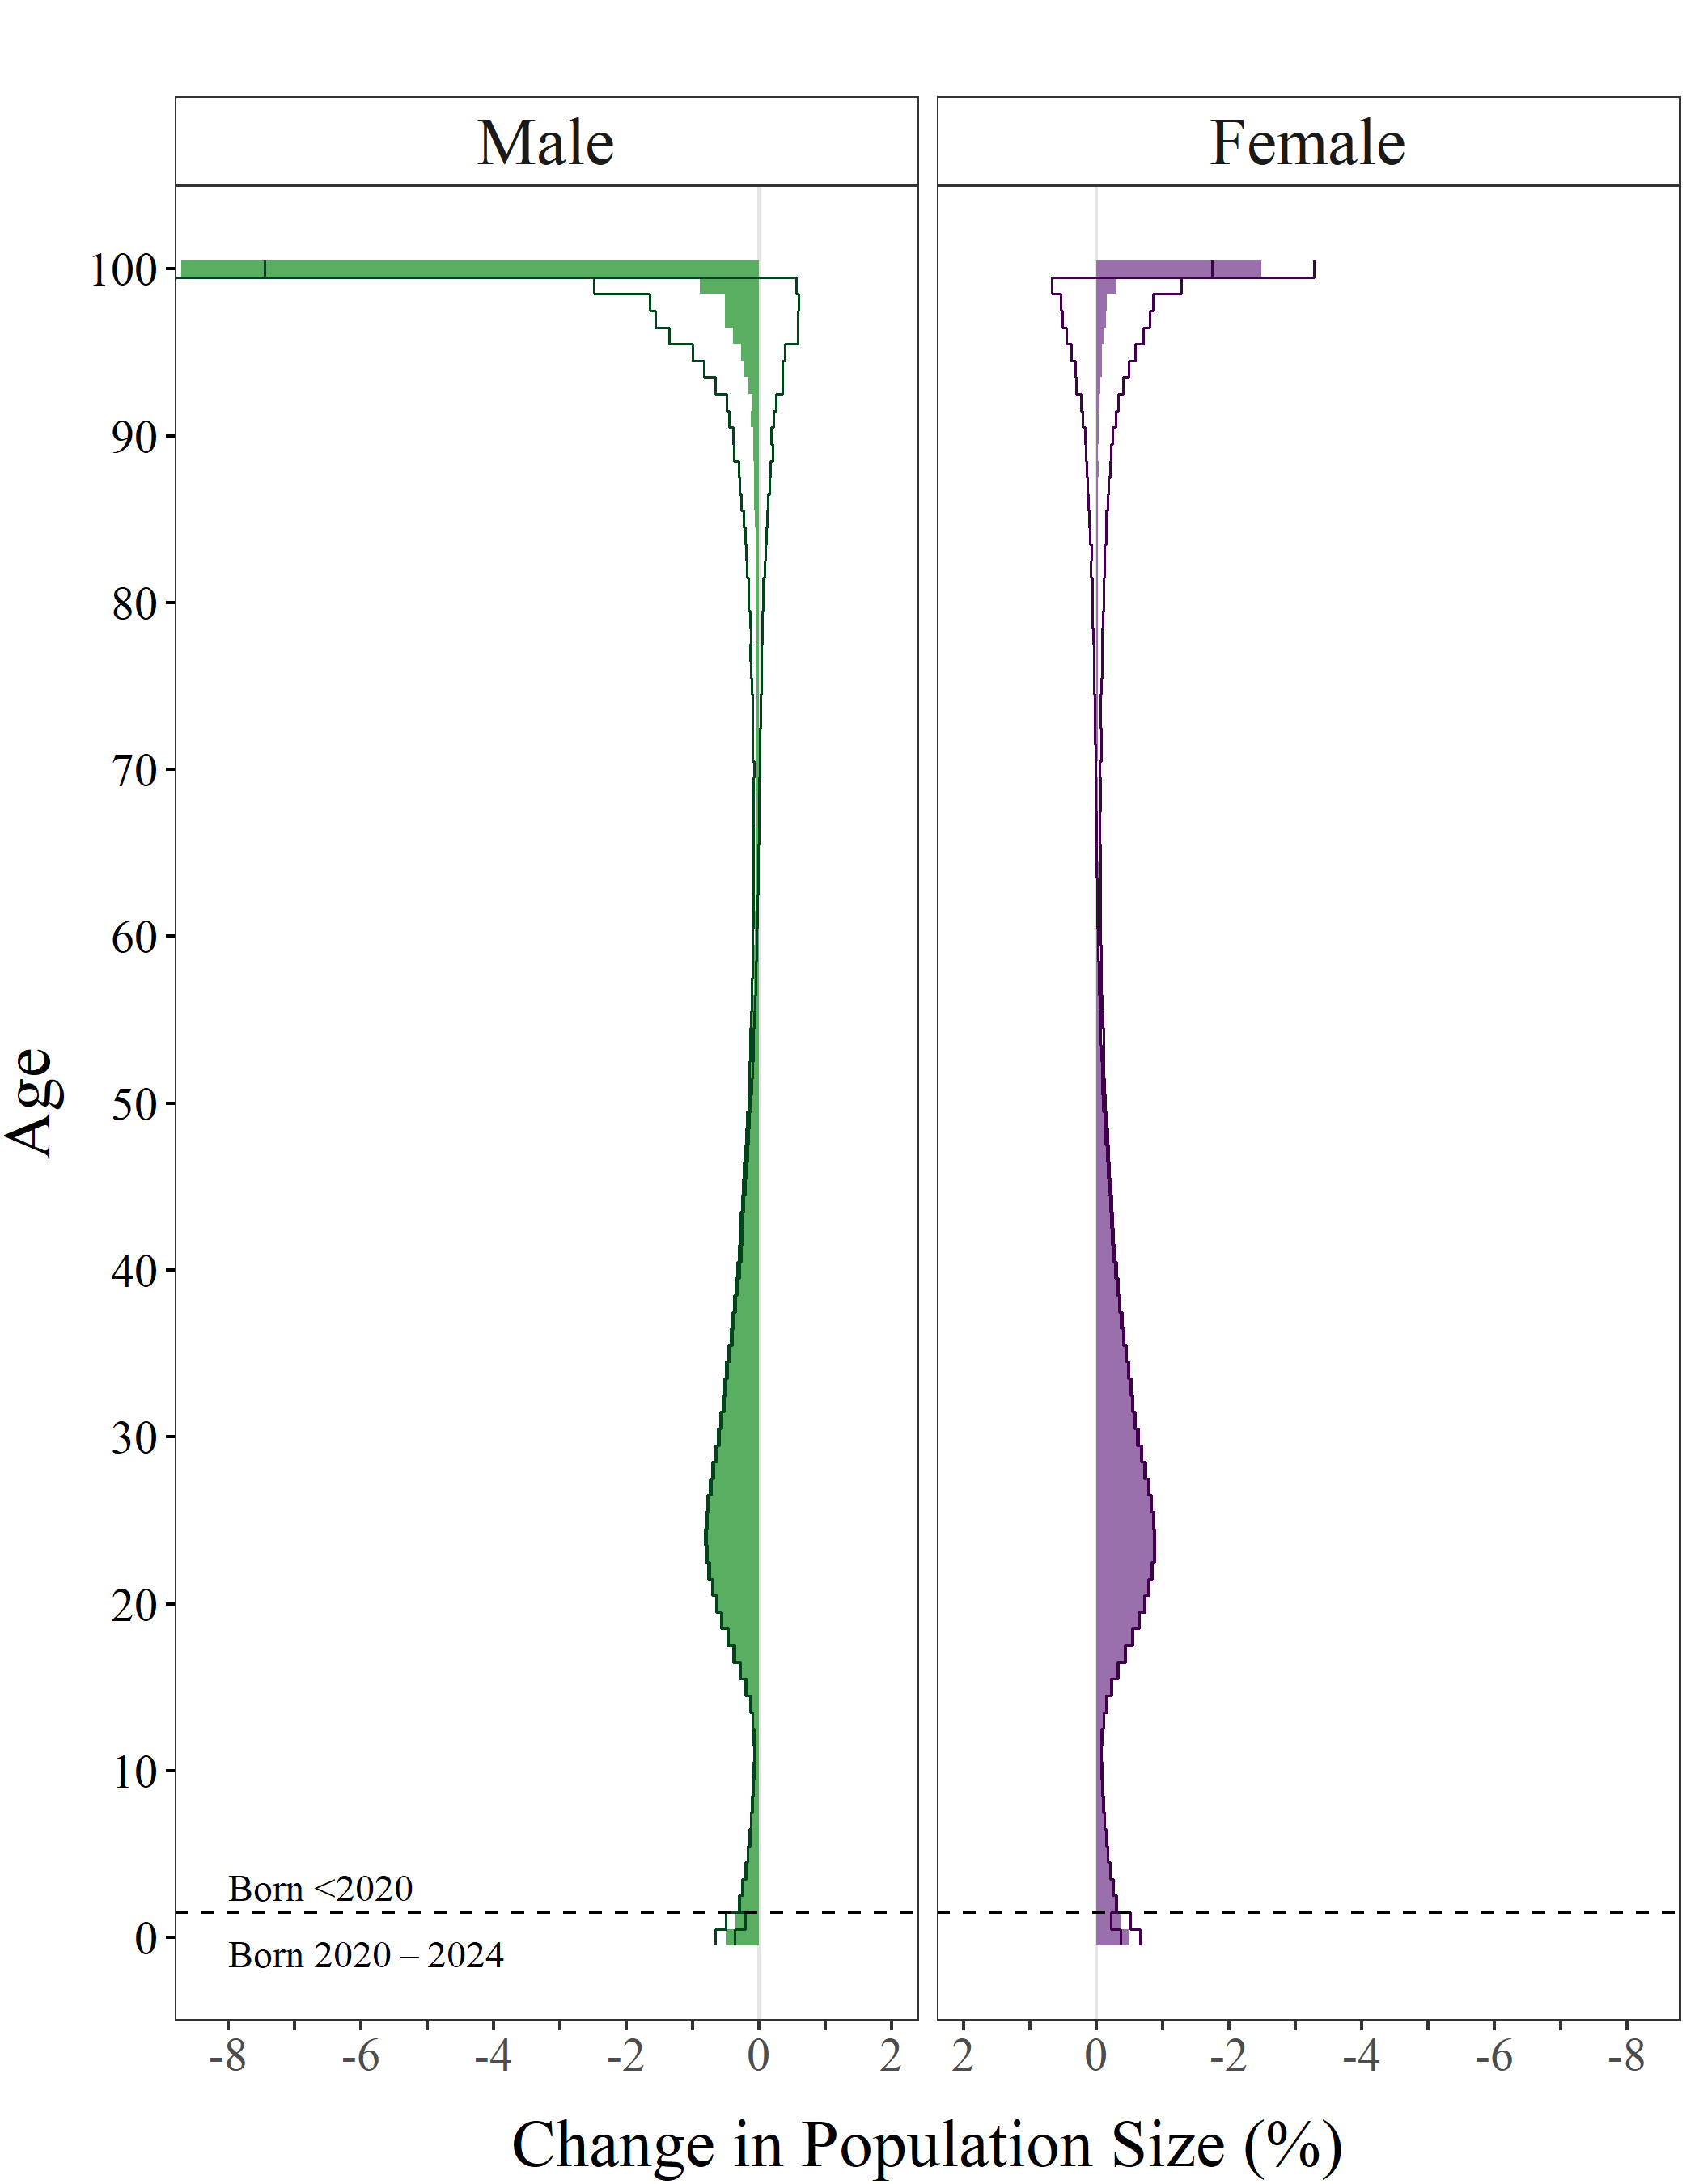 Male Female
100
90
80
70
60
50
40
30
20
10
0
Age
Born <2020
Born 2020 – 2024
-8 -6 -4 -2 0 2 2 0 -2 -4 -6 -8
Change in Population Size (%)